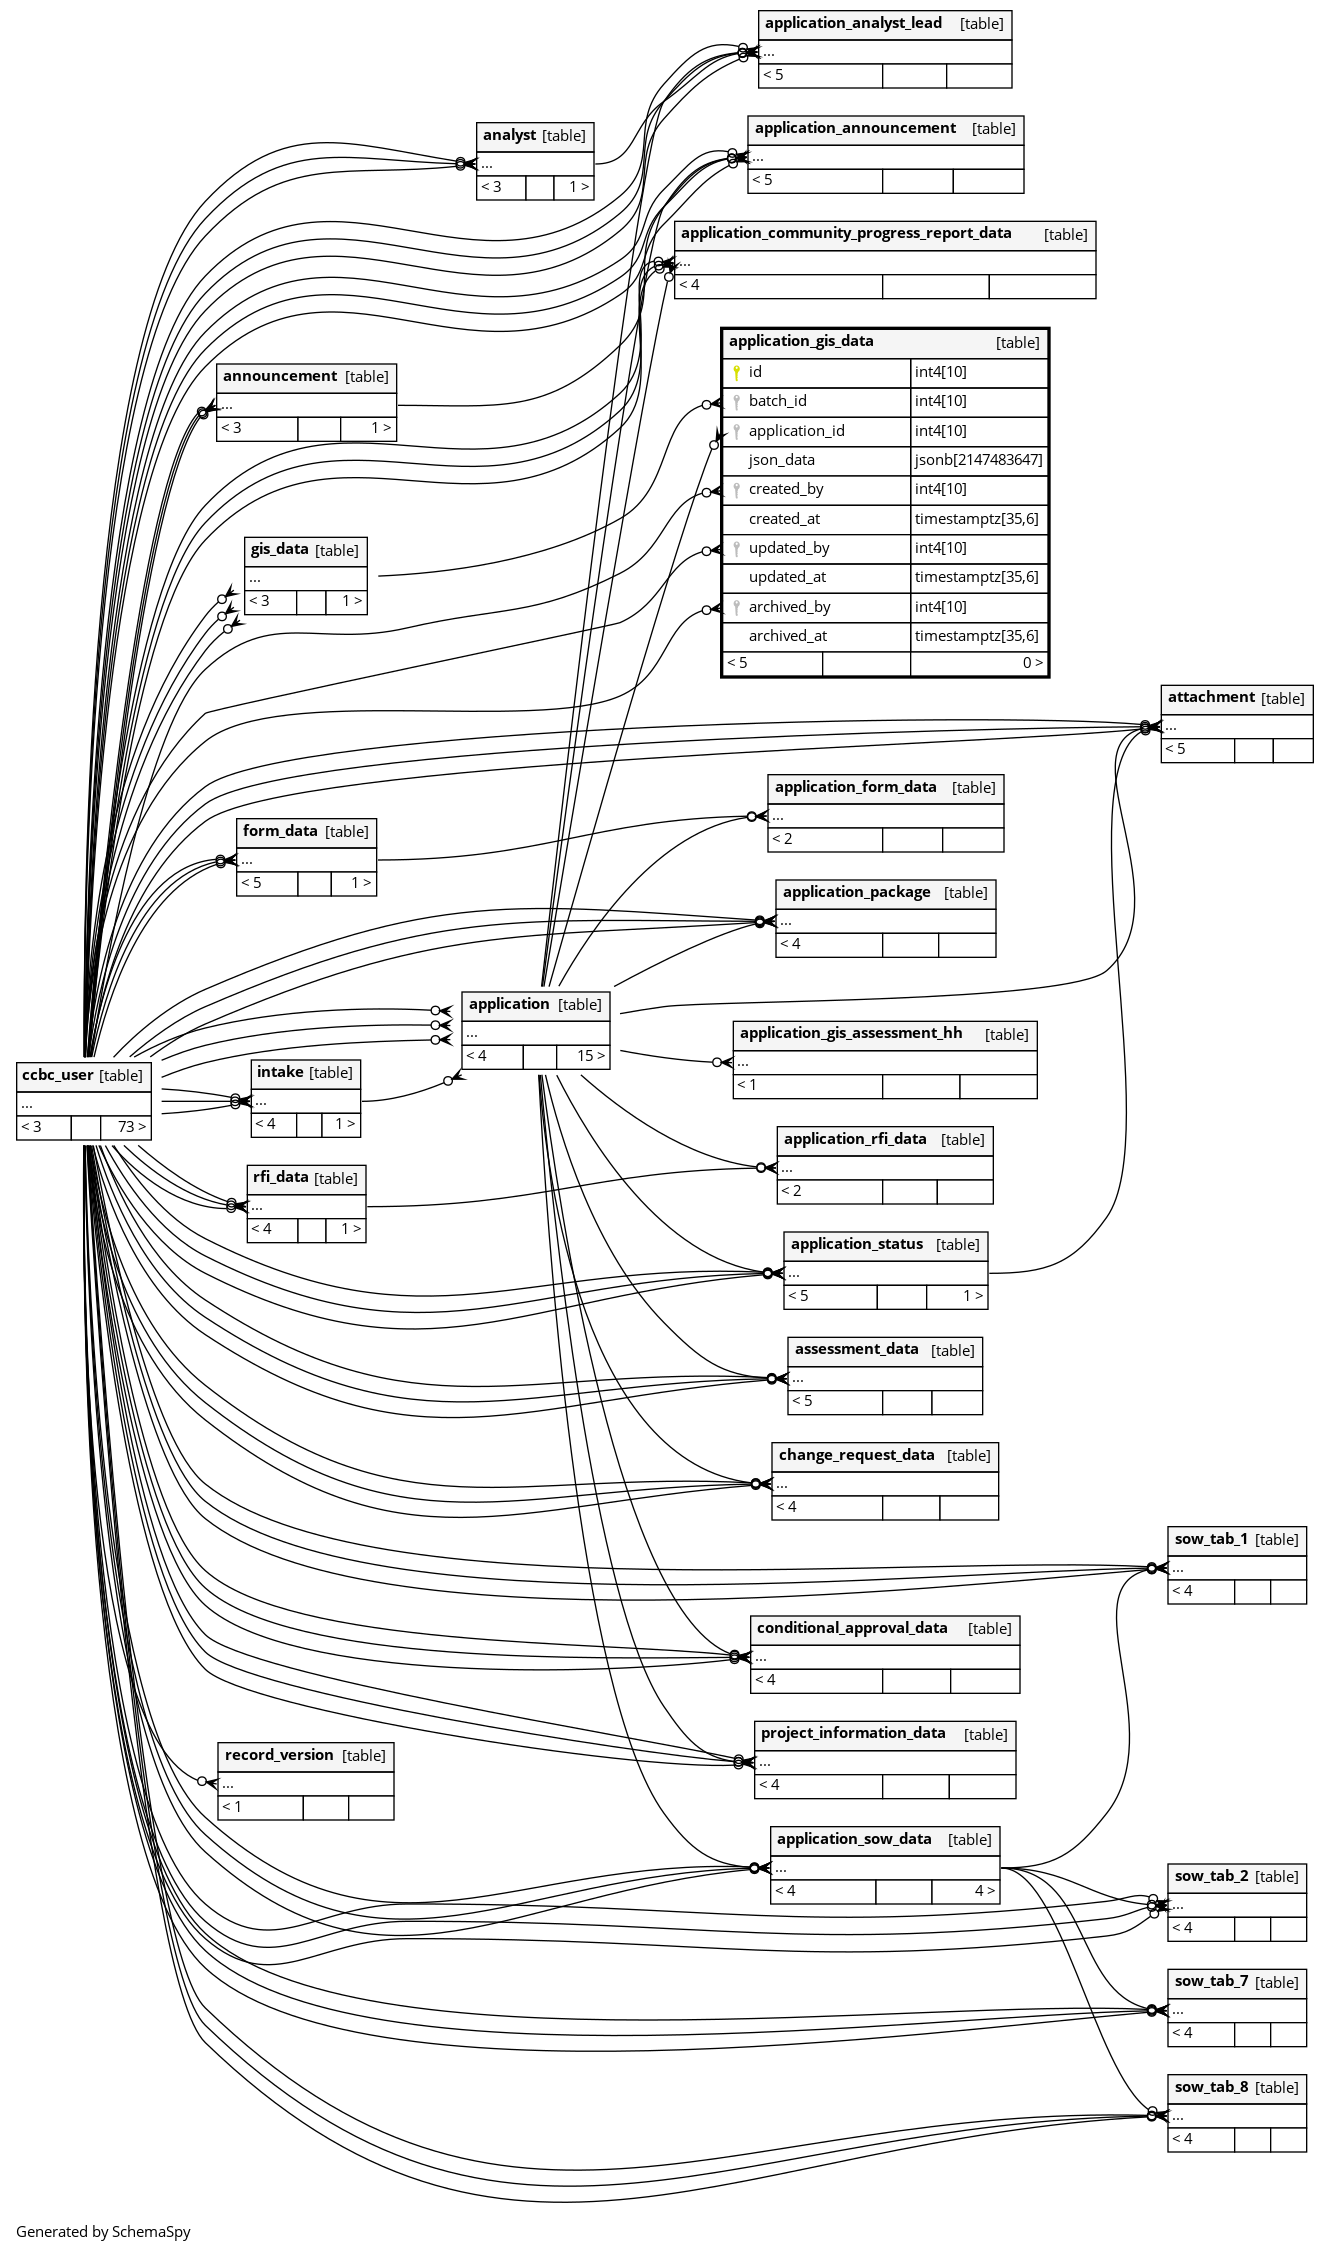 application_analyst_lead [table]
...
< 5
application_announcement [table]
...
< 5
analyst [table]
...
< 3 1 >
application_community_progress_report_data [table]
...
< 4
application_gis_data [table]
id int4[10]
batch_id int4[10]
application_id int4[10]
json_data jsonb[2147483647]
created_by int4[10]
created_at timestamptz[35,6]
updated_by int4[10]
updated_at timestamptz[35,6]
archived_by int4[10]
archived_at timestamptz[35,6]
< 5 0 >
announcement [table]
...
< 3 1 >
gis_data [table]
...
< 3 1 >
attachment [table]
...
< 5
application_form_data [table]
...
< 2
form_data [table]
...
< 5 1 >
application_package [table]
...
< 4
application [table]
...
< 4 15 >
application_gis_assessment_hh [table]
...
< 1
ccbc_user [table]
...
< 3 73 >
intake [table]
...
< 4 1 >
application_rfi_data [table]
...
< 2
rfi_data [table]
...
< 4 1 >
application_status [table]
...
< 5 1 >
assessment_data [table]
...
< 5
change_request_data [table]
...
< 4
sow_tab_1 [table]
...
< 4
conditional_approval_data [table]
...
< 4
project_information_data [table]
...
< 4
record_version [table]
...
< 1
application_sow_data [table]
...
< 4 4 >
sow_tab_2 [table]
...
< 4
sow_tab_7 [table]
...
< 4
sow_tab_8 [table]
...
< 4
Generated by SchemaSpy